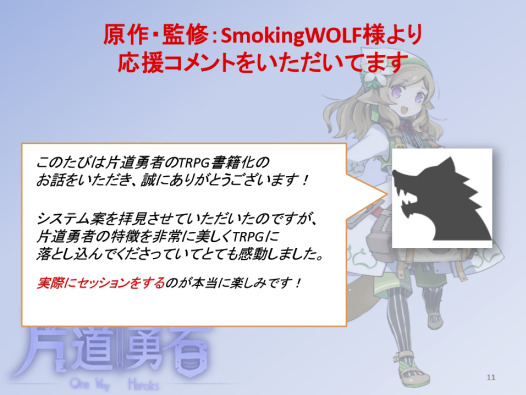 原作・監修：SmokingWOLF様より
応援コメントをいただいてます
このたびは片道勇者のTRPG書籍化の
お話をいただき、誠にありがとうございます！
システム案を拝見させていただいたのですが、
片道勇者の特徴を非常に美しくTRPGに
落とし込んでくださっていてとても感動しました。
実際にセッションをするのが本当に楽しみです！
片道勇者
One Way Heroics
11